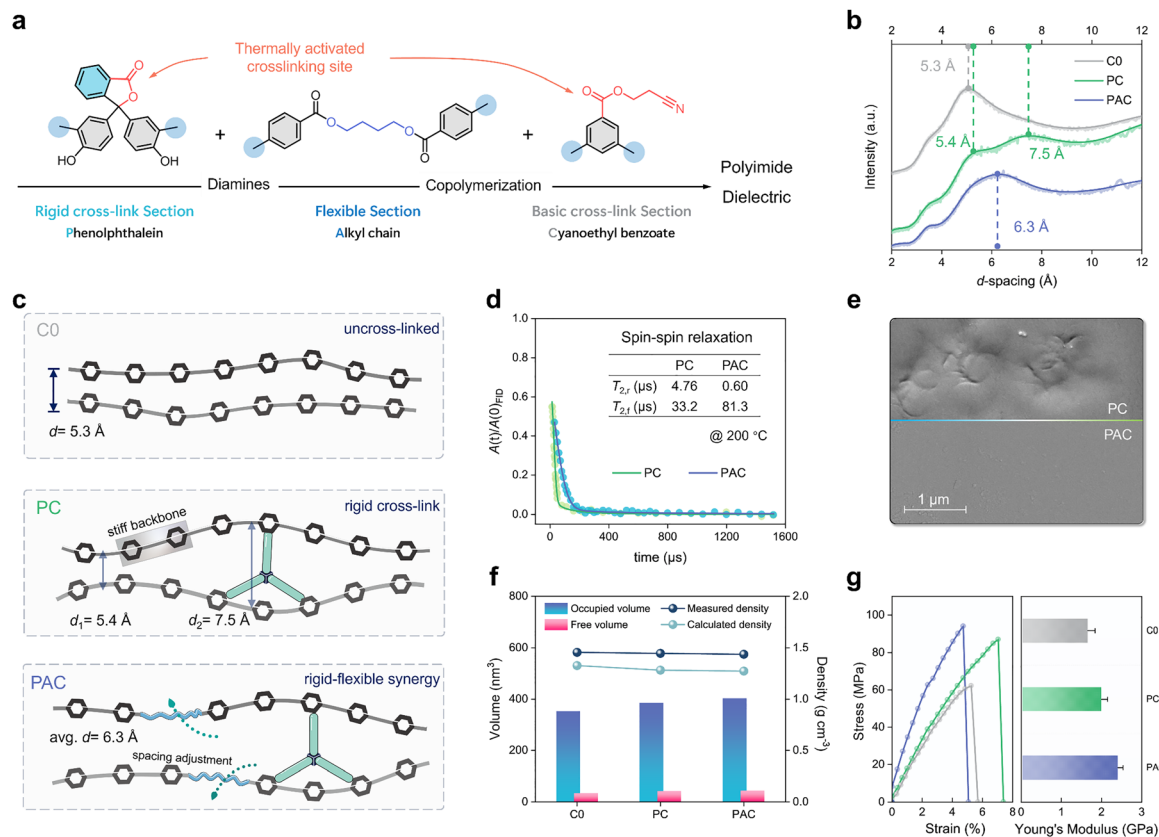 a
Thermally activated
crosslinking site
O
O
HO
OH
+
O
O
O
O
+
O
O
N
Diamines
Copolymerization
Polyimide
Dielectric
Rigid cross-link Section
Phenolphthalein
Flexible Section
Alkyl chain
Basic cross-link Section
Cyanoethyl benzoate
b
2 4 6 8 10 12
5.3 Å
C0
PC
PAC
5.4 Å
7.5 Å
6.3 Å
Intensity (a.u.)
2 4 6 8 10 12
d-spacing (Å)
c
C0
uncross-linked
d= 5.3 Å
PC
rigid cross-link
stiff backbone
d1= 5.4 Å
d2= 7.5 Å
PAC
rigid-flexible synergy
avg. d= 6.3 Å
spacing adjustment
d
1.0
0.8
0.6
0.4
0.2
0.0
A(t)/A(0)FID
Spin-spin relaxation
PC PAC
T2,r (μs) 4.76 0.60
T2,f (μs) 33.2 81.3
@ 200 °C
PC
PAC
0 400 800 1200 1600
time (μs)
e
PC
PAC
1 μm
f
800
600
400
200
0
Volume (nm3)
Occupied volume
Free volume
Measured density
Calculated density
2.0
1.5
1.0
0.5
0.0
Density (g cm-3)
C0 PC PAC
g
100
80
60
40
20
0
Stress (MPa)
0 2 4 6 8
Strain (%)
C0
PC
PA
0 1 2 3
Young's Modulus (GPa)